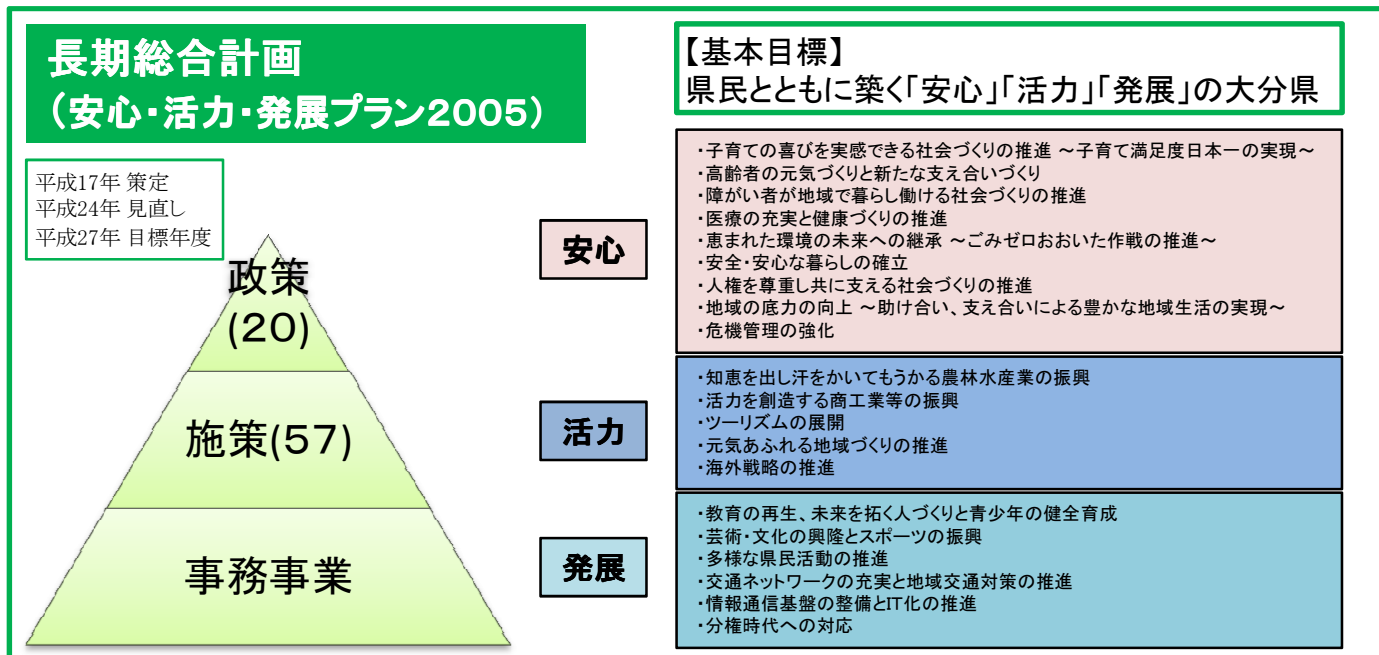 長期総合計画
(安心・活力・発展プラン2005)
平成17年 策定
平成24年 見直し
平成27年 目標年度
政策
(20)
施策(57)
事務事業
【基本目標】
県民とともに築く「安心」「活力」「発展」の大分県
安心
・子育ての喜びを実感できる社会づくりの推進 ～子育て満足度日本一の実現～
・高齢者の元気づくりと新たな支え合いづくり
・障がい者が地域で暮らし働ける社会づくりの推進
・医療の充実と健康づくりの推進
・恵まれた環境の未来への継承 ～ごみゼロおおいた作戦の推進～
・安全・安心な暮らしの確立
・人権を尊重し共に支える社会づくりの推進
・地域の底力の向上 ～助け合い、支え合いによる豊かな地域生活の実現～
・危機管理の強化
活力
・知恵を出し汗をかいてもうかる農林水産業の振興
・活力を創造する商工業等の振興
・ツーリズムの展開
・元気あふれる地域づくりの推進
・海外戦略の推進
発展
・教育の再生、未来を拓く人づくりと青少年の健全育成
・芸術・文化の興隆とスポーツの振興
・多様な県民活動の推進
・交通ネットワークの充実と地域交通対策の推進
・情報通信基盤の整備とIT化の推進
・分権時代への対応